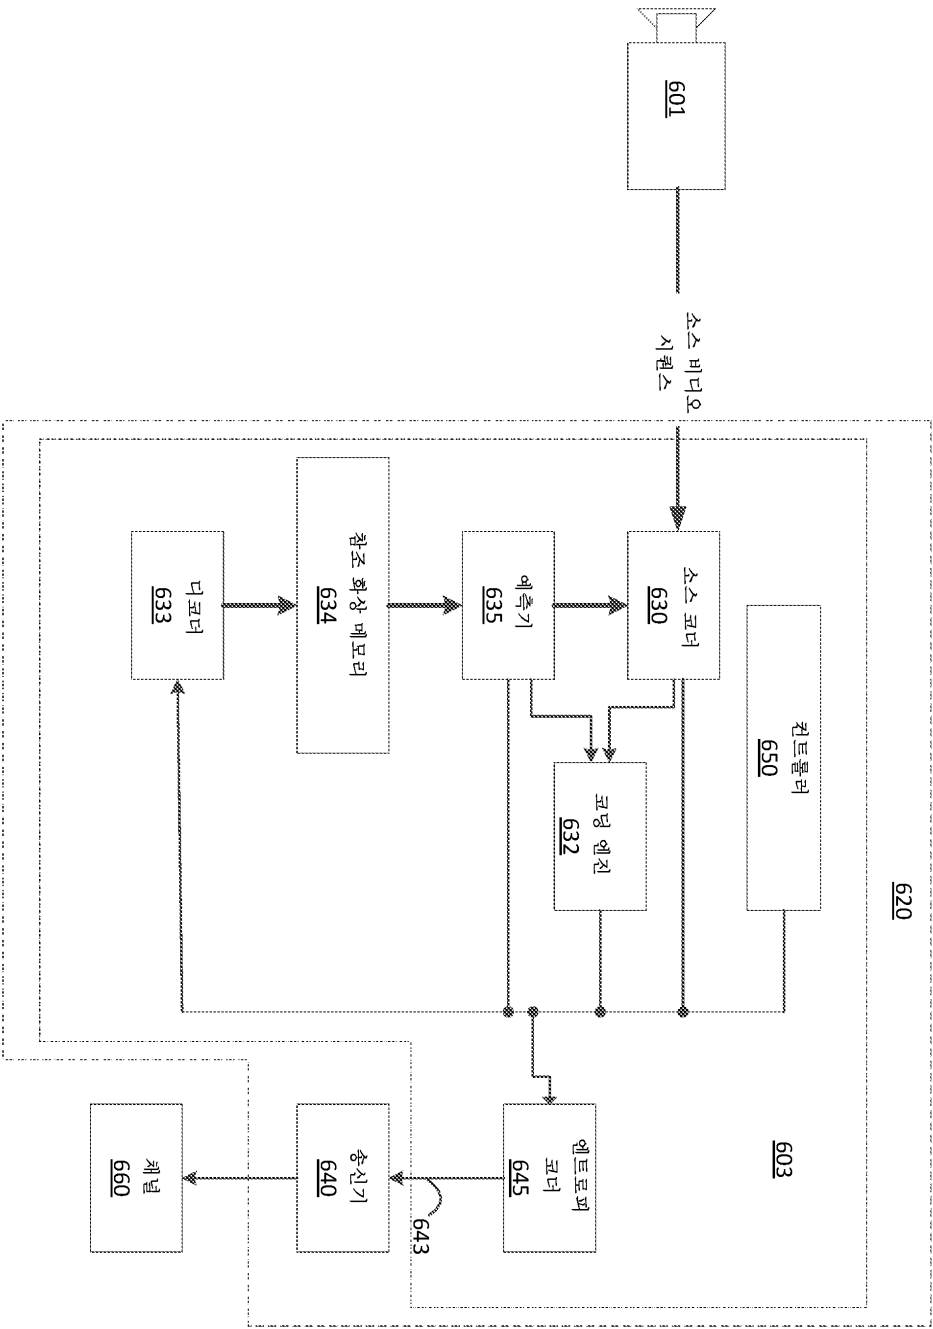 601
소스 비디오
시퀀스
620
603
컨트롤러
650
소스 코더
630
코딩 엔진
632
예측기
635
참조 화상 메모리
634
디코더
633
엔트로피
코더
645
643
송신기
640
채널
660